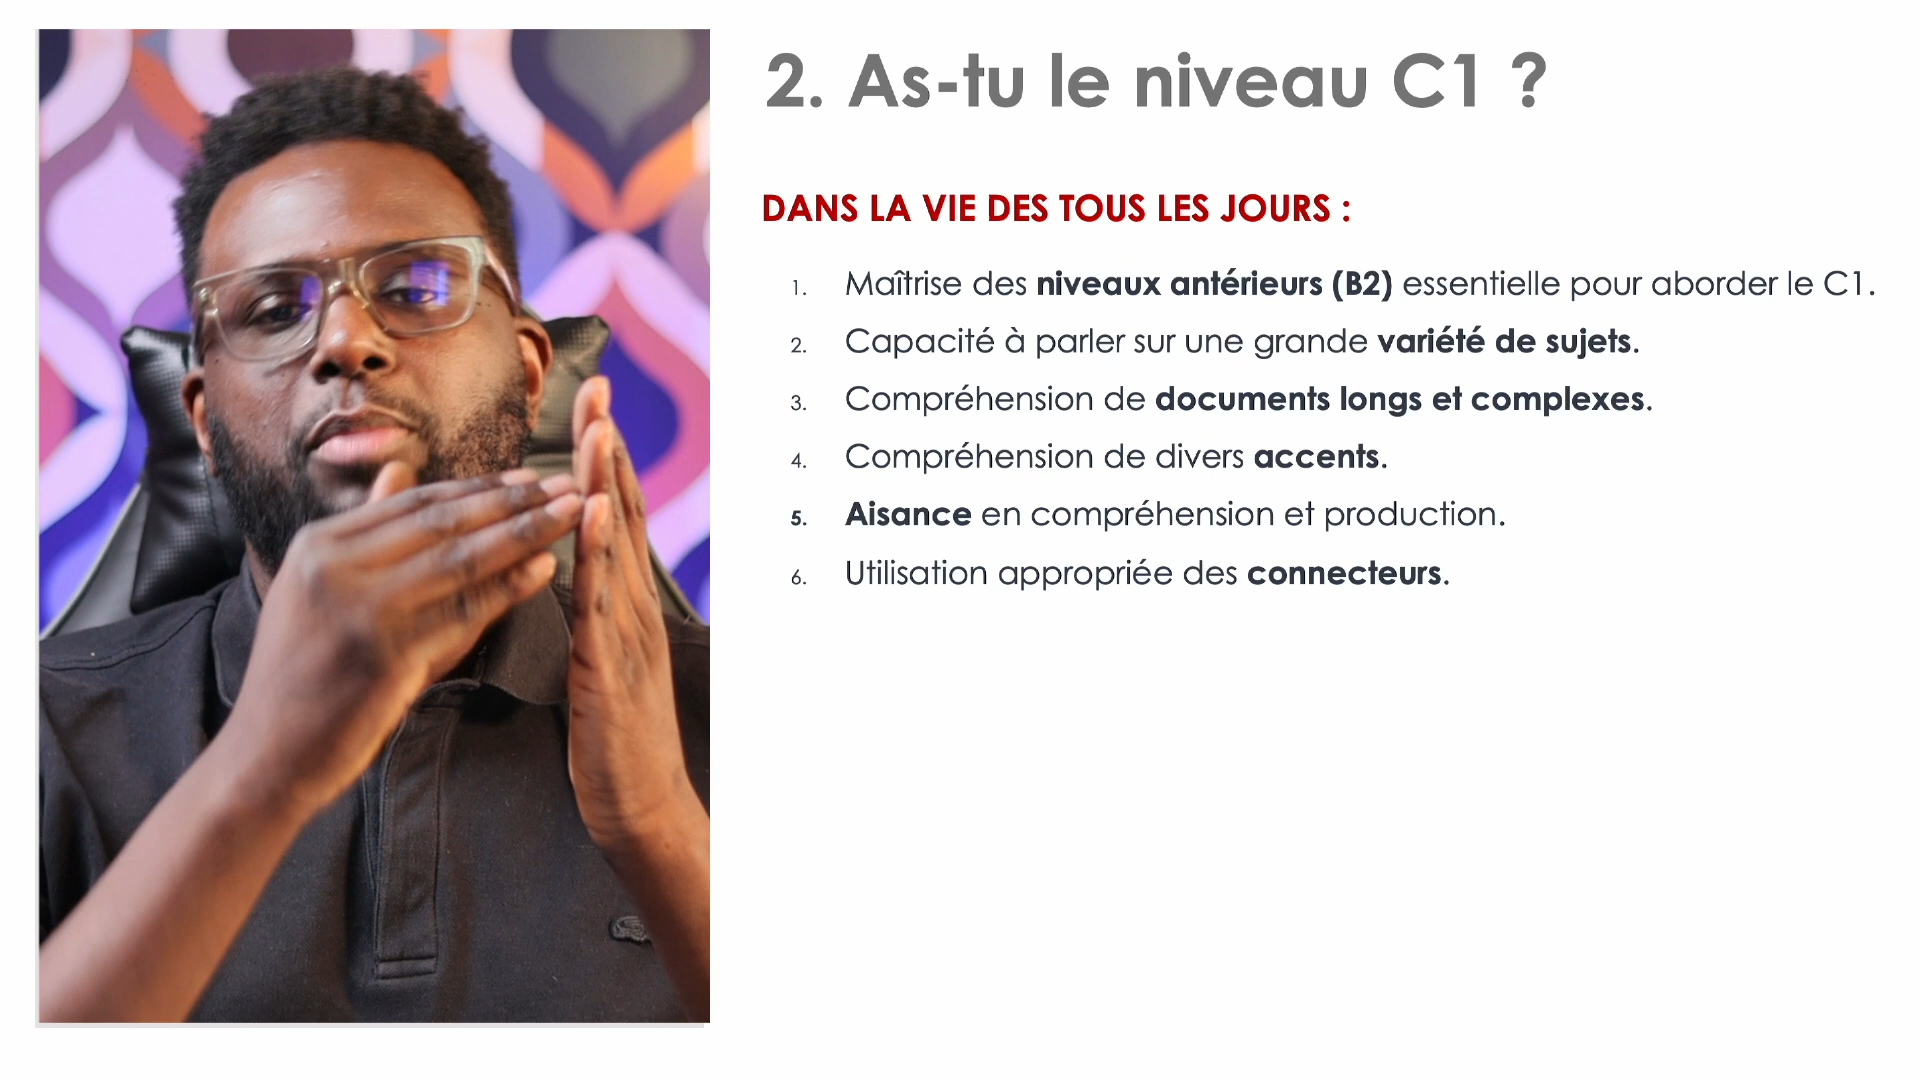 2. As-tu le niveau C1 ?
DANS LA VIE DES TOUS LES JOURS :
1. Maîtrise des niveaux antérieurs (B2) essentielle pour aborder le C1.
2. Capacité à parler sur une grande variété de sujets.
3. Compréhension de documents longs et complexes.
4. Compréhension de divers accents.
5. Aisance en compréhension et production.
6. Utilisation appropriée des connecteurs.